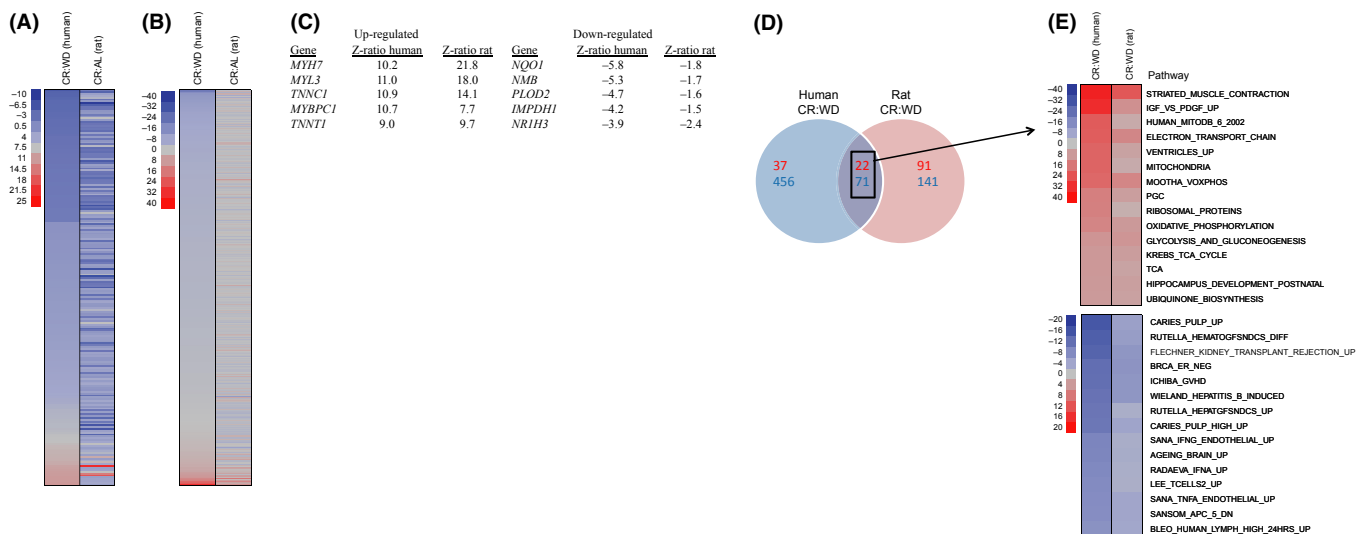 (A)
CR:WD (human)
CR:AL (rat)
−10
−6.5
−3
0.5
4
7.5
11
14.5
18
21.5
25
(B)
CR:WD (human)
CR:AL (rat)
−40
−32
−24
−16
−8
0
8
16
24
32
40
(C)
Up-regulated Down-regulated
Gene Z-ratio human Z-ratio rat Gene Z-ratio human Z-ratio rat
MYH7 10.2 21.8 NQO1 −5.8 −1.8
MYL3 11.0 18.0 NMB −5.3 −1.7
TNNC1 10.9 14.1 PLOD2 −4.7 −1.6
MYBPC1 10.7 7.7 IMPDH1 −4.2 −1.5
TNNT1 9.0 9.7 NR1H3 −3.9 −2.4
(D)
Human CR:WD
Rat CR:WD
37 22 91
456 71 141
(E)
CR:WD (human)
CR:WD (rat)
Pathway
−40
−32
−24
−16
−8
0
8
16
24
32
40
STRIATED_MUSCLE_CONTRACTION
IGF_VS_PDGF_UP
HUMAN_MITODB_6_2002
ELECTRON_TRANSPORT_CHAIN
VENTRICLES_UP
MITOCHONDRIA
MOOTHA_VOXPHOS
PGC
RIBOSOMAL_PROTEINS
OXIDATIVE_PHOSPHORYLATION
GLYCOLYSIS_AND_GLUCONEOGENESIS
KREBS_TCA_CYCLE
TCA
HIPPOCAMPUS_DEVELOPMENT_POSTNATAL
UBIQUINONE_BIOSYNTHESIS
−20
−16
−12
−8
−4
0
4
8
12
16
20
CARIES_PULP_UP
RUTELLA_HEMATOGFSNDCS_DIFF
FLECHNER_KIDNEY_TRANSPLANT_REJECTION_UP
BRCA_ER_NEG
ICHIBA_GVHD
WIELAND_HEPATITIS_B_INDUCED
RUTELLA_HEPATGFSNDCS_UP
CARIES_PULP_HIGH_UP
SANA_IFNG_ENDOTHELIAL_UP
AGEING_BRAIN_UP
RADAEVA_IFNA_UP
LEE_TCELLS2_UP
SANA_TNFA_ENDOTHELIAL_UP
SANSOM_APC_5_DN
BLEO_HUMAN_LYMPH_HIGH_24HRS_UP